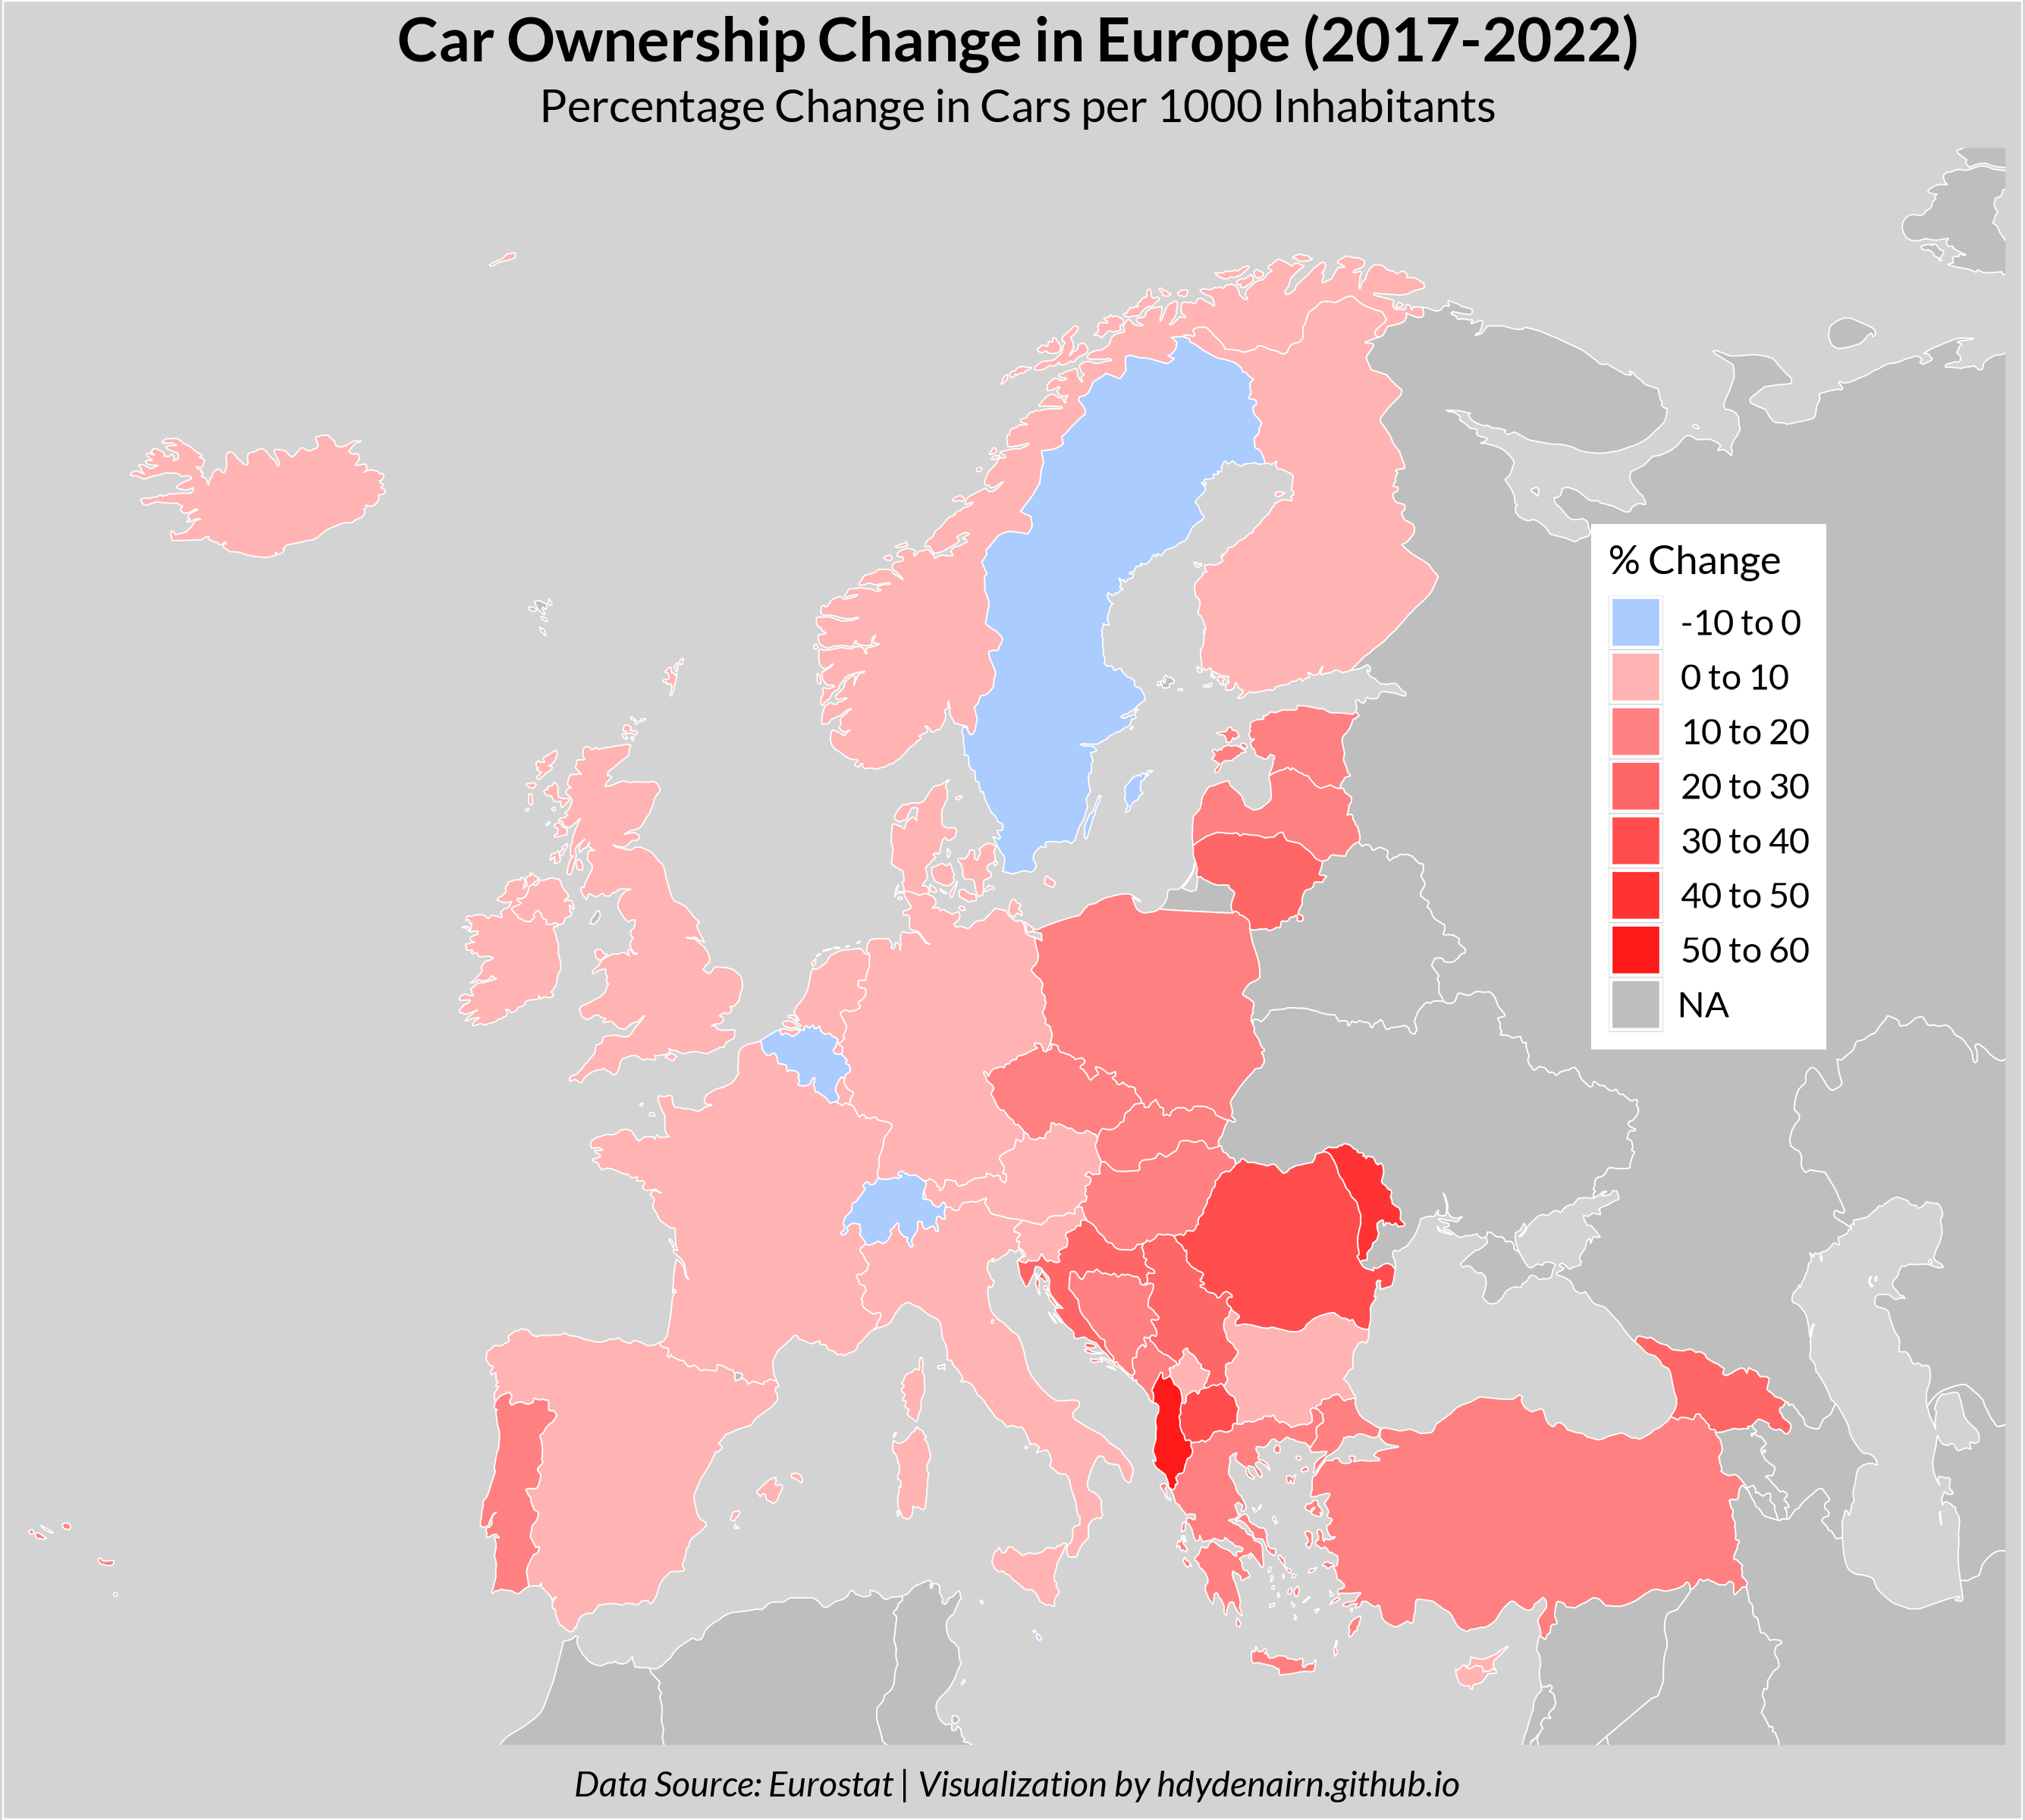 Car Ownership Change in Europe (2017-2022)
Percentage Change in Cars per 1000 Inhabitants
% Change
-10 to 0
0 to 10
10 to 20
20 to 30
30 to 40
40 to 50
50 to 60
NA
Data Source: Eurostat | Visualization by hdydenairn.github.io